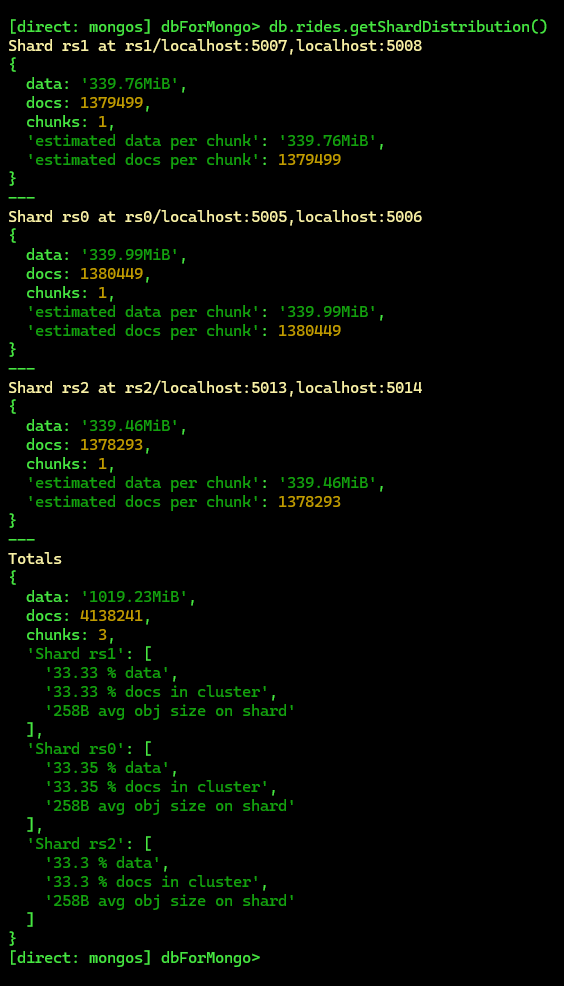 [direct: mongos] dbForMongo> db.rides.getShardDistribution()
Shard rs1 at rs1/localhost:5007,localhost:5008
{
  data: '339.76MiB',
  docs: 1379499,
  chunks: 1,
  'estimated data per chunk': '339.76MiB',
  'estimated docs per chunk': 1379499
}
---
Shard rs0 at rs0/localhost:5005,localhost:5006
{
  data: '339.99MiB',
  docs: 1380449,
  chunks: 1,
  'estimated data per chunk': '339.99MiB',
  'estimated docs per chunk': 1380449
}
---
Shard rs2 at rs2/localhost:5013,localhost:5014
{
  data: '339.46MiB',
  docs: 1378293,
  chunks: 1,
  'estimated data per chunk': '339.46MiB',
  'estimated docs per chunk': 1378293
}
---
Totals
{
  data: '1019.23MiB',
  docs: 4138241,
  chunks: 3,
  'Shard rs1': [
    '33.33 % data',
    '33.33 % docs in cluster',
    '258B avg obj size on shard'
  ],
  'Shard rs0': [
    '33.35 % data',
    '33.35 % docs in cluster',
    '258B avg obj size on shard'
  ],
  'Shard rs2': [
    '33.3 % data',
    '33.3 % docs in cluster',
    '258B avg obj size on shard'
  ]
}
[direct: mongos] dbForMongo>